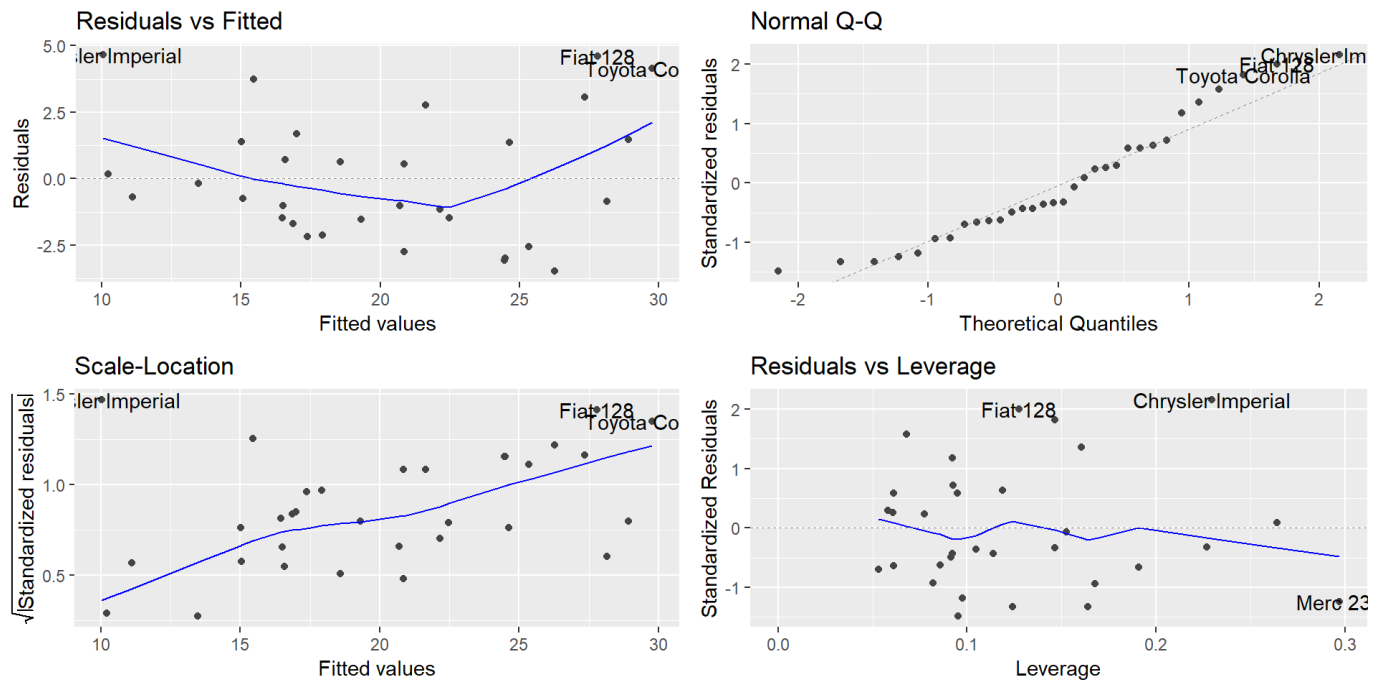 Residuals vs Fitted
5.0
2.5
0.0
-2.5
Residuals
sler Imperial
Fiat 128
Toyota Co
10
15
20
25
30
Fitted values
Normal Q-Q
2
1
0
-1
Standardized residuals
Chrysler Im
Fiat 128
Toyota Corolla
-2
-1
0
1
2
Theoretical Quantiles
Scale-Location
1.5
1.0
0.5
√|Standardized residuals|
sler Imperial
Fiat 128
Toyota Co
10
15
20
25
30
Fitted values
Residuals vs Leverage
2
1
0
-1
Standardized Residuals
Fiat 128
Chrysler Imperial
Merc 23
0.0
0.1
0.2
0.3
Leverage